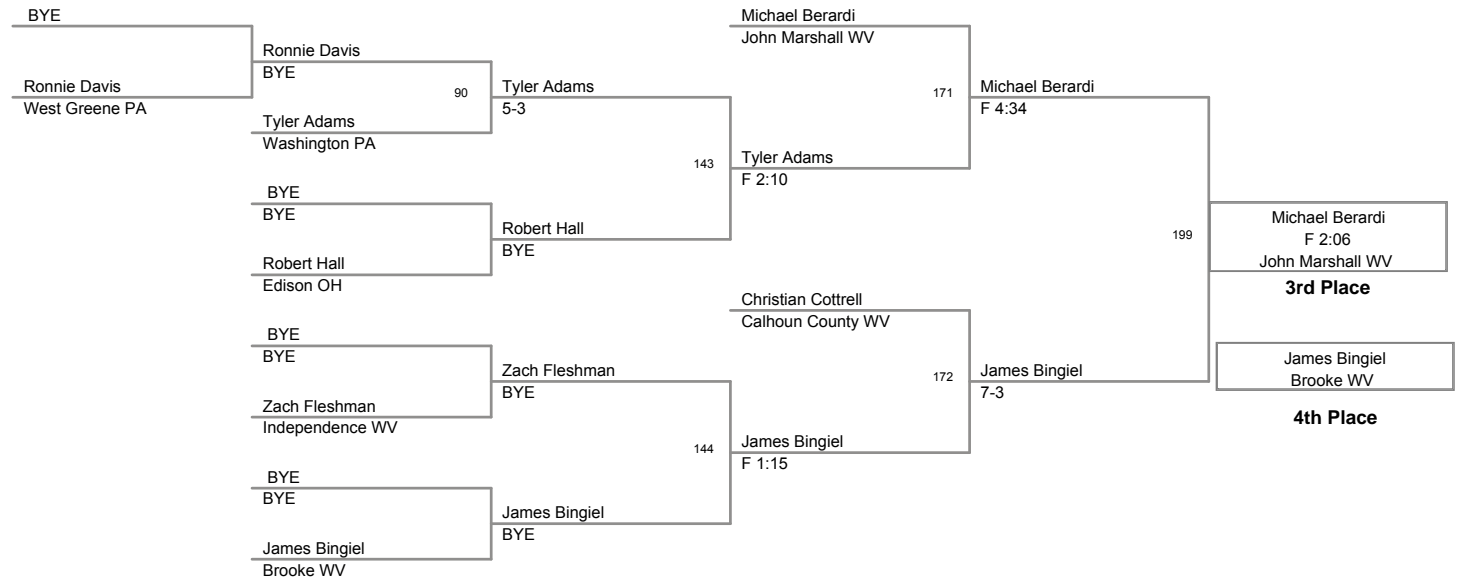 BYE
Ronnie Davis
West Greene PA
Ronnie Davis
BYE
90
Tyler Adams
Washington PA
BYE
BYE
Robert Hall
Edison OH
BYE
BYE
Zach Fleshman
Independence WV
BYE
BYE
James Bingiel
Brooke WV
Tyler Adams
5-3
143
Robert Hall
BYE
Zach Fleshman
BYE
144
James Bingiel
BYE
Michael Berardi
John Marshall WV
171
Tyler Adams
F 2:10
Christian Cottrell
Calhoun County WV
172
James Bingiel
F 1:15
Michael Berardi
F 4:34
199
James Bingiel
7-3
Michael Berardi
F 2:06
John Marshall WV
3rd Place
James Bingiel
Brooke WV
4th Place